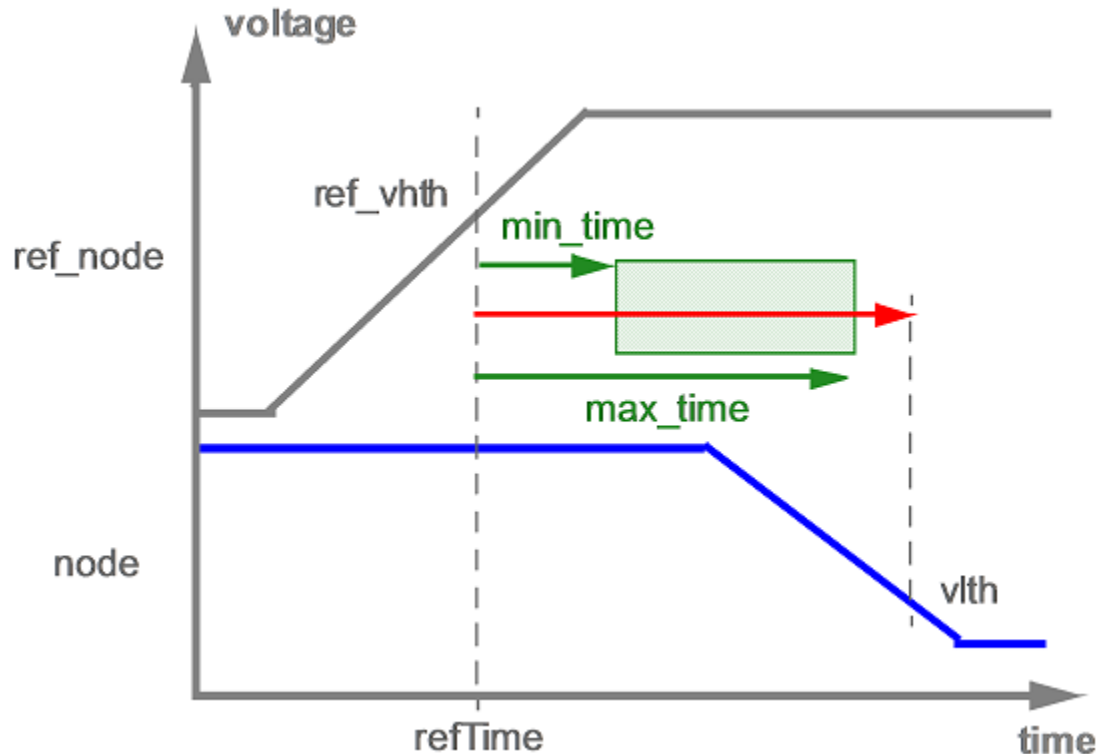 voltage
ref_vhth
min_time
ref_node
max_time
node
vlth
refTime
time